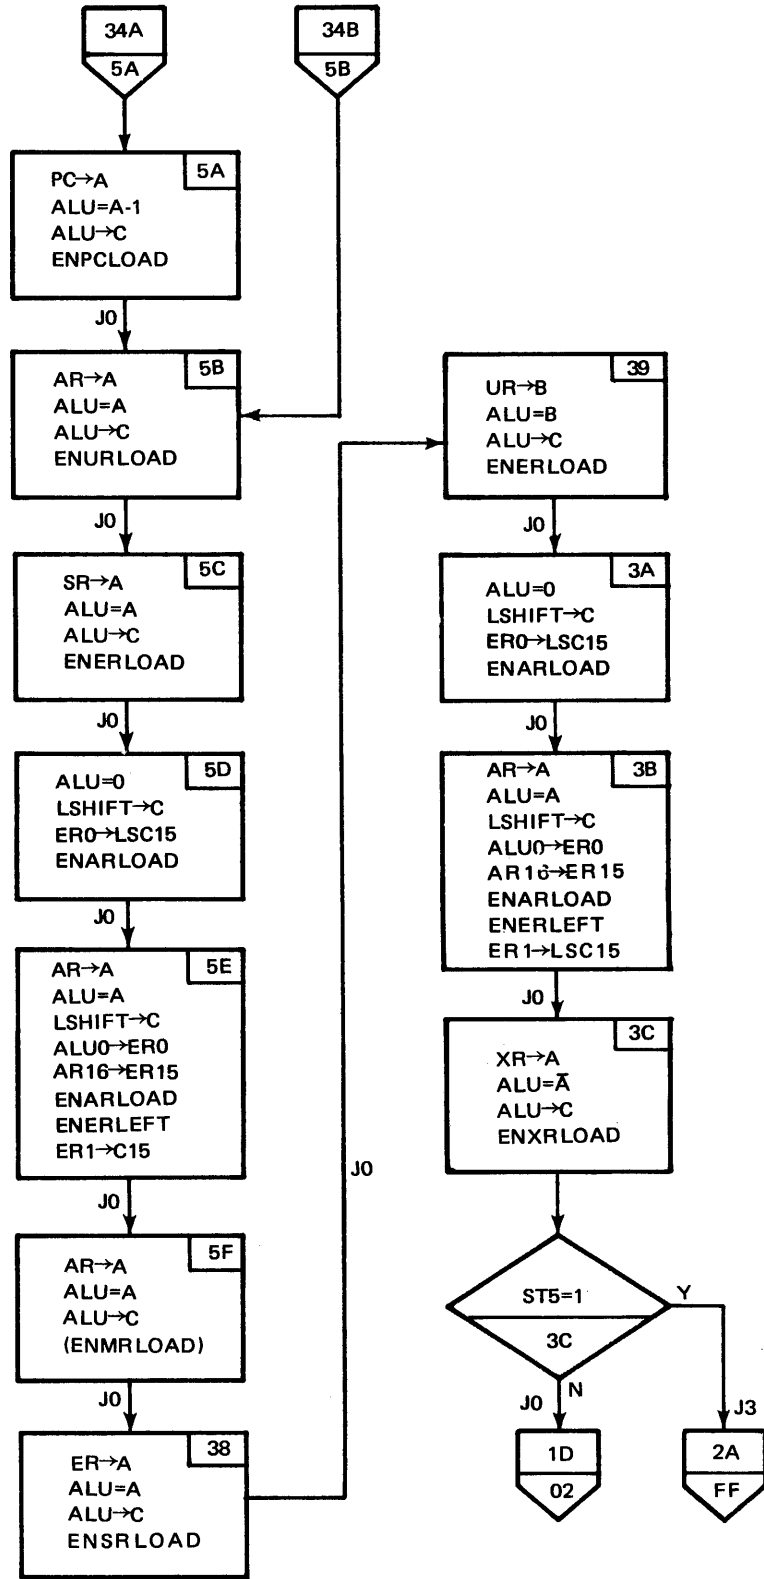 34A
5A
34B
5B
5A
PC→A
ALU=A-1
ALU→C
ENPCLOAD
J0
5B
AR→A
ALU=A
ALU→C
ENURLOAD
J0
5C
SR→A
ALU=A
ALU→C
ENERLOAD
J0
5D
ALU=0
LSHIFT→C
ER0→LSC15
ENARLOAD
J0
5E
AR→A
ALU=A
LSHIFT→C
ALU0→ER0
AR16→ER15
ENARLOAD
ENERLEFT
ER1→C15
J0
5F
AR→A
ALU=A
ALU→C
(ENMRLOAD)
J0
38
ER→A
ALU=A
ALU→C
ENSRLOAD
J0
39
UR→B
ALU=B
ALU→C
ENERLOAD
J0
3A
ALU=0
LSHIFT→C
ER0→LSC15
ENARLOAD
J0
3B
AR→A
ALU=A
LSHIFT→C
ALU0→ER0
AR16→ER15
ENARLOAD
ENERLEFT
ER1→LSC15
J0
3C
XR→A
ALU=A̅
ALU→C
ENXRLOAD
ST5=1
3C
Y
N
J0
J3
1D
02
2A
FF